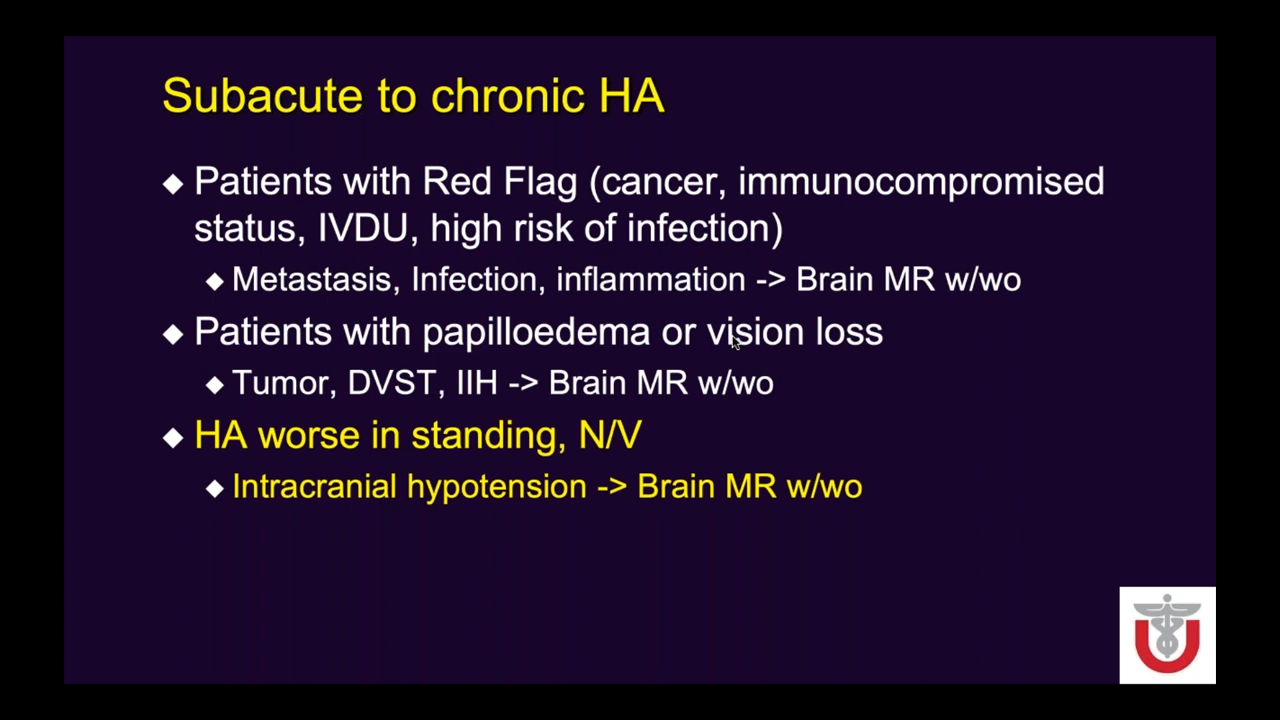 Subacute to chronic HA
Patients with Red Flag (cancer, immunocompromised
status, IVDU, high risk of infection)
Metastasis, Infection, inflammation -> Brain MR w/wo
Patients with papilloedema or vision loss
Tumor, DVST, IIH -> Brain MR w/wo
HA worse in standing, N/V
Intracranial hypotension -> Brain MR w/wo